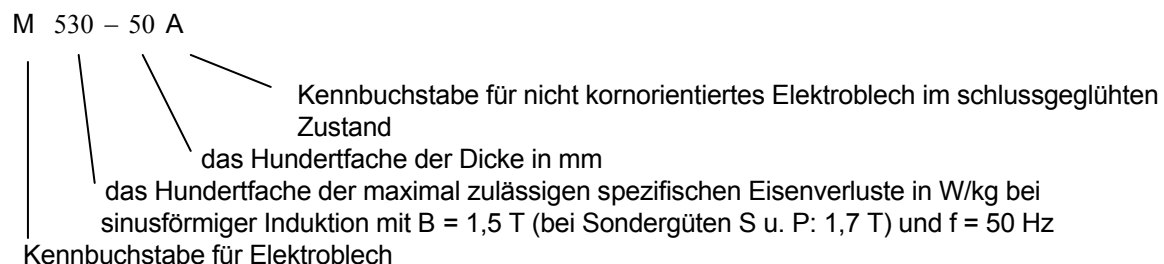 M 530 – 50 A
Kennbuchstabe für nicht kornorientiertes Elektroblech im schlussgeglühten
Zustand
das Hundertfache der Dicke in mm
das Hundertfache der maximal zulässigen spezifischen Eisenverluste in W/kg bei
sinusförmiger Induktion mit B = 1,5 T (bei Sondergüten S u. P: 1,7 T) und f = 50 Hz
Kennbuchstabe für Elektroblech